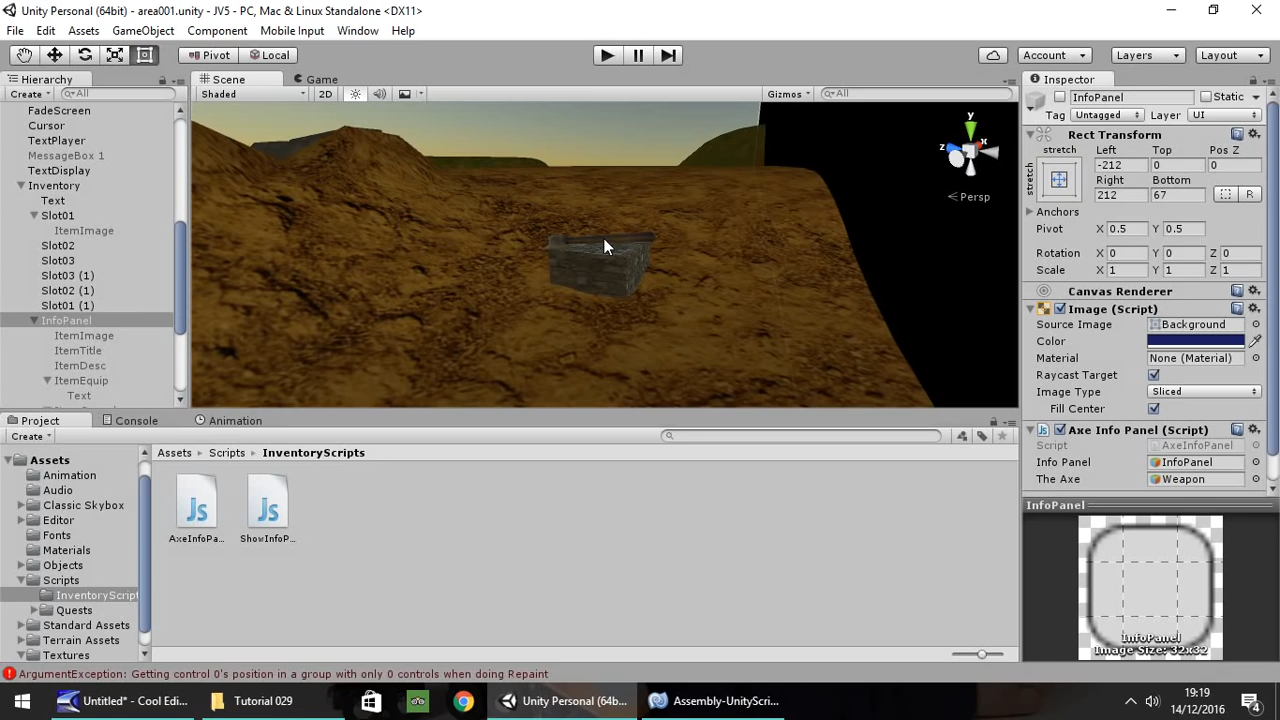 Unity Personal (64bit) - area001.unity - JV5 - PC, Mac & Linux Standalone <DX11>
File Edit Assets GameObject Component Mobile Input Window Help
Pivot Local Account Layers Layout
Hierarchy
Create All
FadeScreen
Cursor
TextPlayer
MessageBox 1
TextDisplay
Inventory
Text
Slot01
ItemImage
Slot02
Slot03
Slot03 (1)
Slot02 (1)
Slot01 (1)
InfoPanel
ItemImage
ItemTitle
ItemDesc
ItemEquip
Text
Scene Game
Shaded 2D Gizmos All
y
z x
Persp
Inspector
InfoPanel Static
Tag Untagged Layer UI
Rect Transform
stretch Left Top Pos Z
stretch -212 0 0
Right Bottom
212 67 R
Anchors
Pivot X 0.5 Y 0.5
Rotation X 0 Y 0 Z 0
Scale X 1 Y 1 Z 1
Canvas Renderer
Image (Script)
Source Image Background
Color
Material None (Material)
Raycast Target
Image Type Sliced
Fill Center
Axe Info Panel (Script)
Script AxeInfoPanel
Info Panel InfoPanel
The Axe Weapon
InfoPanel
InfoPanel
Image Size: 32x32
Project Console Animation
Create
Assets
Animation
Audio
Classic Skybox
Editor
Fonts
Materials
Objects
Scripts
InventoryScript
Quests
Standard Assets
Terrain Assets
Textures
Assets Scripts InventoryScripts
Js Js
AxeInfoPa... ShowInfoP...
ArgumentException: Getting control 0's position in a group with only 0 controls when doing Repaint
Untitled* - Cool Edi... Tutorial 029 Unity Personal (64b... Assembly-UnityScri...
19:19
14/12/2016
4